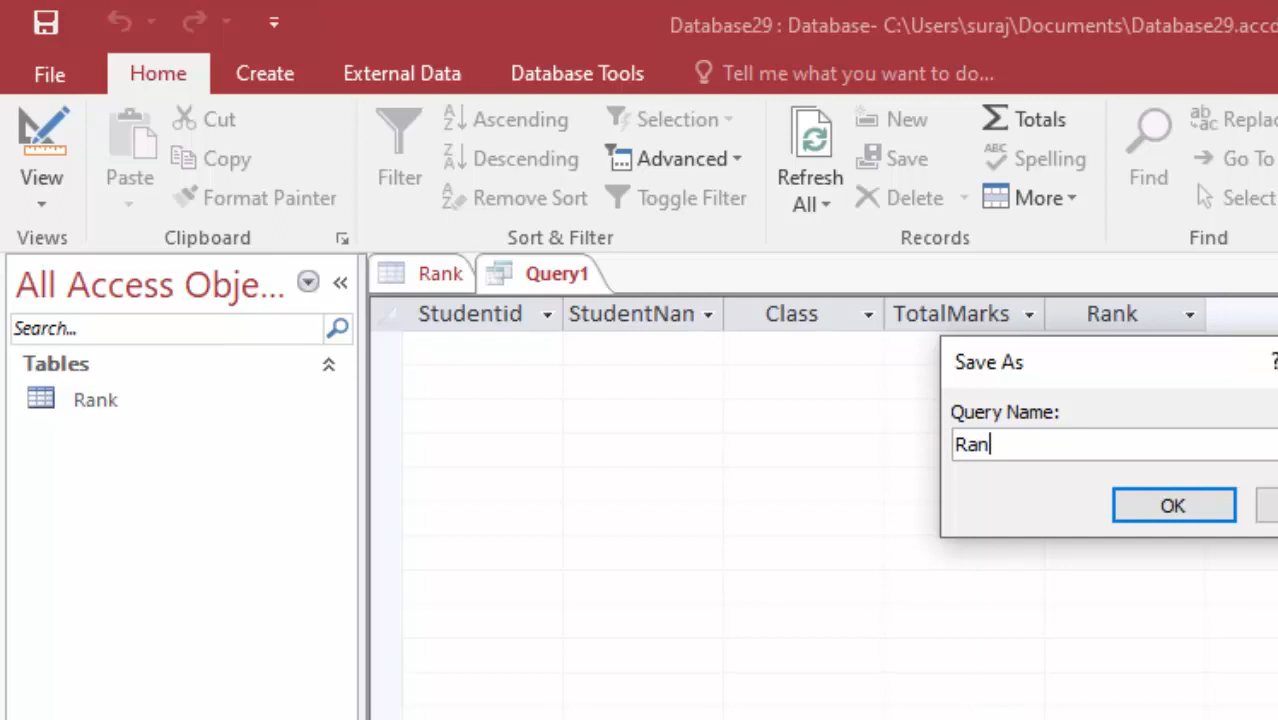 Database29 : Database- C:\Users\suraj\Documents\Database29.accd
File Home Create External Data Database Tools Tell me what you want to do...
View Paste Cut Copy Format Painter
Filter Ascending Descending Remove Sort Selection Advanced Toggle Filter
Refresh All New Save Delete Totals Spelling More
Find Replac Go To Select
Views Clipboard Sort & Filter Records Find
All Access Obje... «
Search...
Tables
Rank
Rank Query1
Studentid StudentNan Class TotalMarks Rank
Save As ?
Query Name:
Ran
OK